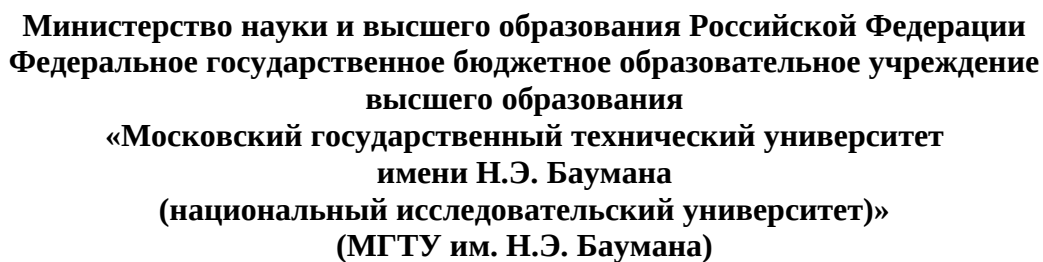 Министерство науки и высшего образования Российской Федерации
Федеральное государственное бюджетное образовательное учреждение
высшего образования
«Московский государственный технический университет
имени Н.Э. Баумана
(национальный исследовательский университет)»
(МГТУ им. Н.Э. Баумана)